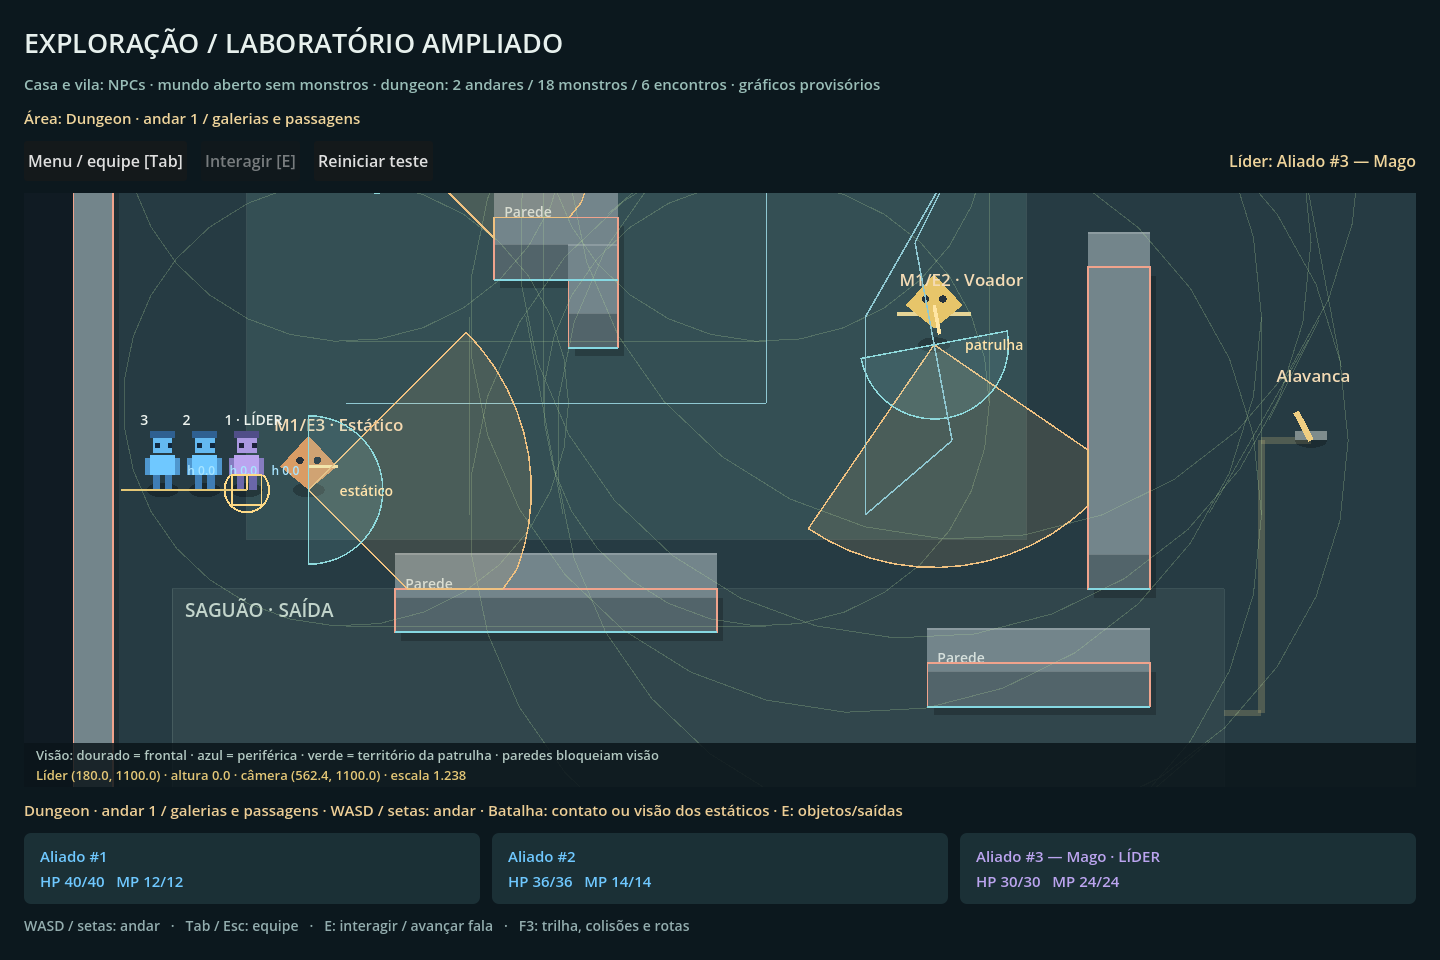 EXPLORAÇÃO / LABORATÓRIO AMPLIADO
Casa e vila: NPCs · mundo aberto sem monstros · dungeon: 2 andares / 18 monstros / 6 encontros · gráficos provisórios
Área: Dungeon · andar 1 / galerias e passagens
Menu / equipe [Tab]
Interagir [E]
Reiniciar teste
Líder: Aliado #3 — Mago
Parede
M1/E2 · Voador
patrulha
Alavanca
3
2
1 · LÍDER
M1/E3 · Estático
h 0.0
h 0.0
h 0.0
estático
Parede
SAGUÃO · SAÍDA
Parede
Visão: dourado = frontal · azul = periférica · verde = território da patrulha · paredes bloqueiam visão
Líder (180.0, 1100.0) · altura 0.0 · câmera (562.4, 1100.0) · escala 1.238
Dungeon · andar 1 / galerias e passagens · WASD / setas: andar · Batalha: contato ou visão dos estáticos · E: objetos/saídas
Aliado #1
HP 40/40 MP 12/12
Aliado #2
HP 36/36 MP 14/14
Aliado #3 — Mago · LÍDER
HP 30/30 MP 24/24
WASD / setas: andar · Tab / Esc: equipe · E: interagir / avançar fala · F3: trilha, colisões e rotas